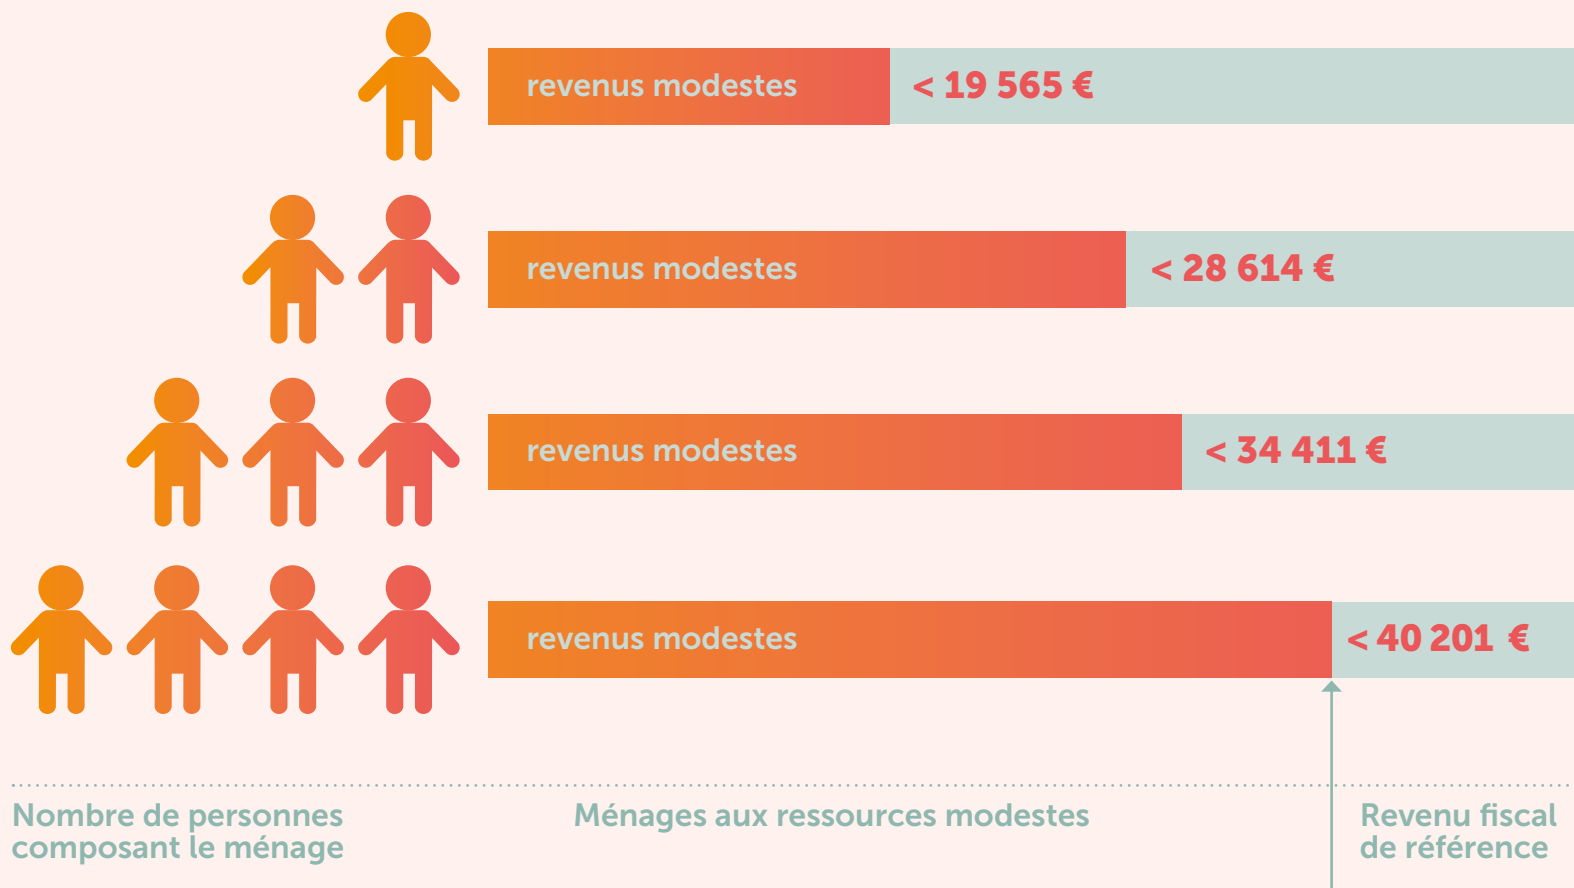 revenus modestes < 19 565 €
revenus modestes < 28 614 €
revenus modestes < 34 411 €
revenus modestes < 40 201 €
Nombre de personnes
composant le ménage
Ménages aux ressources modestes
Revenu fiscal
de référence